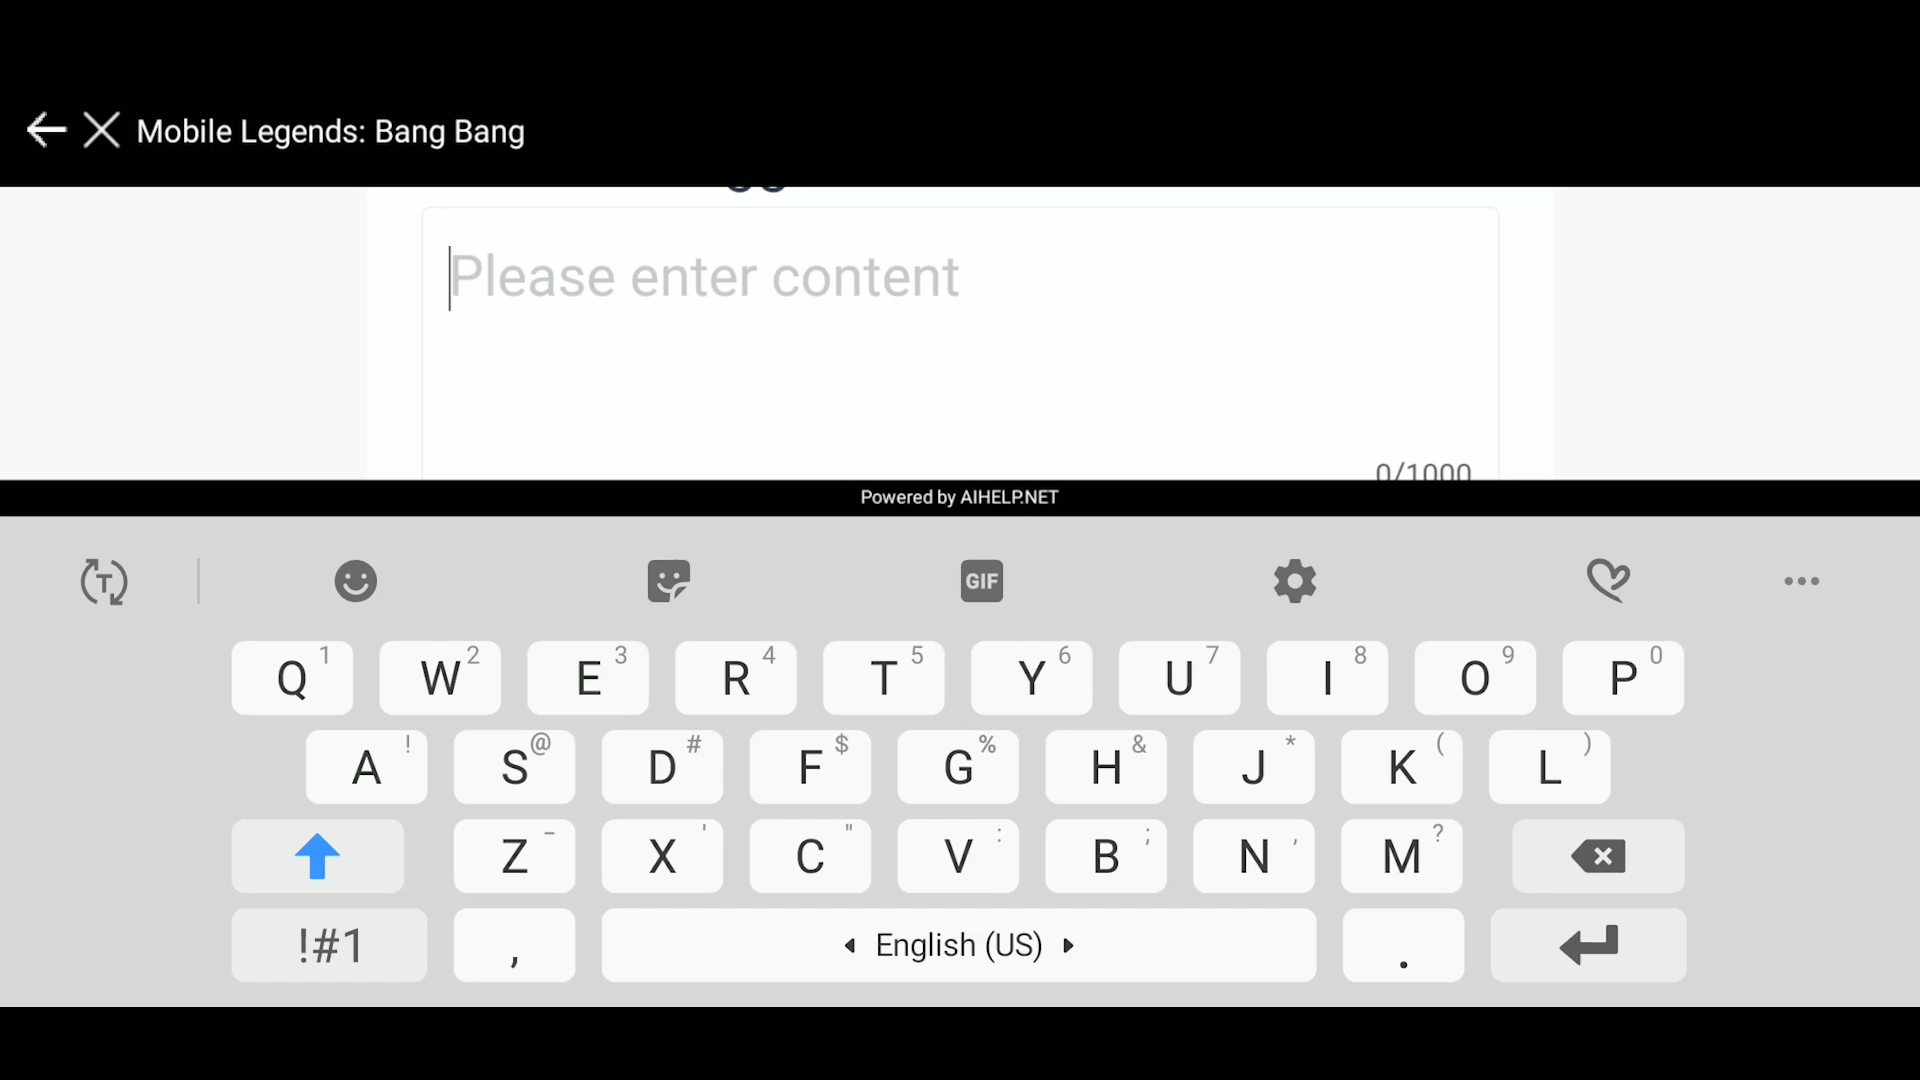 Mobile Legends: Bang Bang
Please enter content
0/1000
Powered by AIHELP.NET
T GIF
Q 1 W 2 E 3 R 4 T 5 Y 6 U 7 I 8 O 9 P 0
A ! S @ D # F $ G % H & J * K ( L )
Z - X ' C " V : B ; N , M ?
!#1 , English (US) .